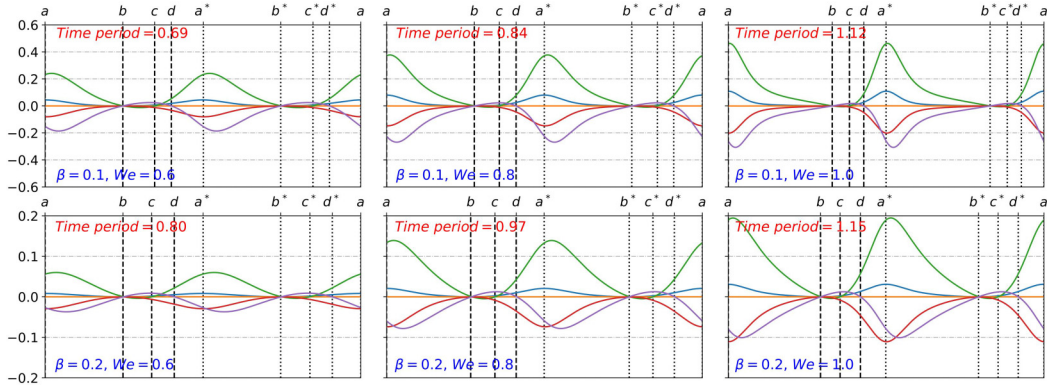 a b c d a* b* c* d* a
a b c d a* b* c* d* a
a b c d a* b* c* d* a
0.6
Time period = 0.69
Time period = 0.84
Time period = 1.12
0.4
0.2
0.0
−0.2
−0.4
β = 0.1, We = 0.6
β = 0.1, We = 0.8
β = 0.1, We = 1.0
−0.6
a b c d a* b* c* d* a
a b c d a* b* c* d* a
a b c d a* b* c* d* a
0.2
Time period = 0.80
Time period = 0.97
Time period = 1.15
0.1
0.0
−0.1
β = 0.2, We = 0.6
β = 0.2, We = 0.8
β = 0.2, We = 1.0
−0.2